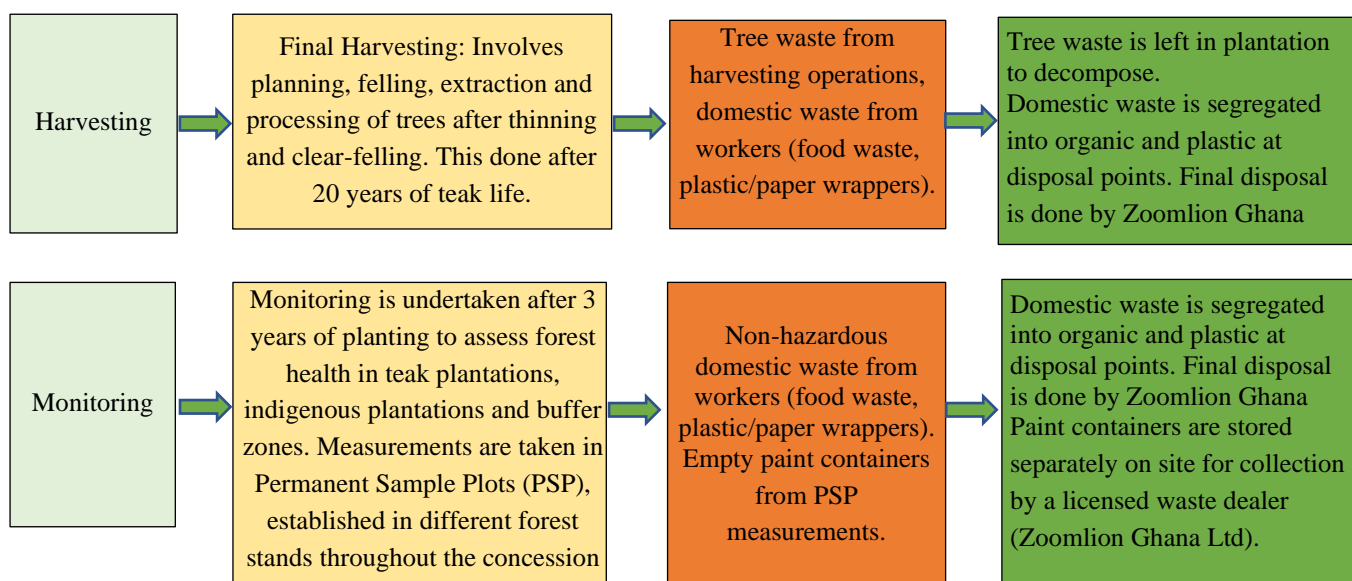 Harvesting
Final Harvesting: Involves
planning, felling, extraction and
processing of trees after thinning
and clear-felling. This done after
20 years of teak life.
Tree waste from
harvesting operations,
domestic waste from
workers (food waste,
plastic/paper wrappers).
Tree waste is left in plantation
to decompose.
Domestic waste is segregated
into organic and plastic at
disposal points. Final disposal
is done by Zoomlion Ghana
Monitoring
Monitoring is undertaken after 3
years of planting to assess forest
health in teak plantations,
indigenous plantations and buffer
zones. Measurements are taken in
Permanent Sample Plots (PSP),
established in different forest
stands throughout the concession
Non-hazardous
domestic waste from
workers (food waste,
plastic/paper wrappers).
Empty paint containers
from PSP
measurements.
Domestic waste is segregated
into organic and plastic at
disposal points. Final disposal
is done by Zoomlion Ghana
Paint containers are stored
separately on site for collection
by a licensed waste dealer
(Zoomlion Ghana Ltd).